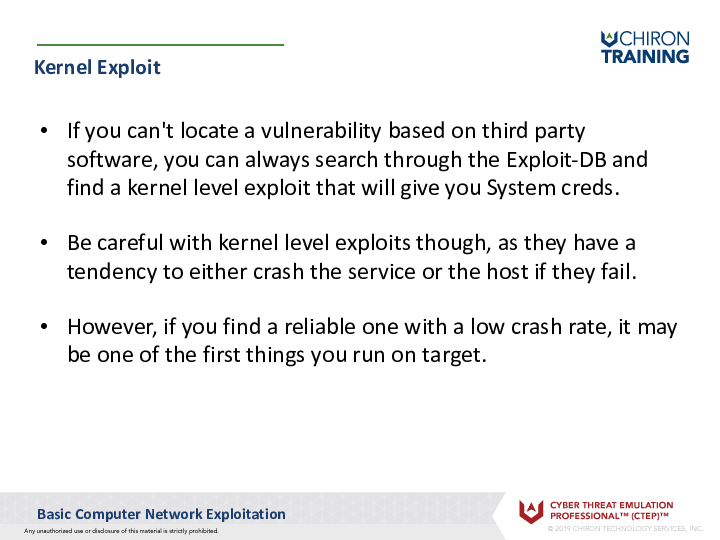 CHIRON
TRAINING
Kernel Exploit
• If you can't locate a vulnerability based on third party
software, you can always search through the Exploit-DB and
find a kernel level exploit that will give you System creds.
• Be careful with kernel level exploits though, as they have a
tendency to either crash the service or the host if they fail.
• However, if you find a reliable one with a low crash rate, it may
be one of the first things you run on target.
Basic Computer Network Exploitation
Any unauthorized use or disclosure of this material is strictly prohibited.
CYBER THREAT EMULATION
PROFESSIONAL™ (CTEP)™
© 2019 CHIRON TECHNOLOGY SERVICES, INC.